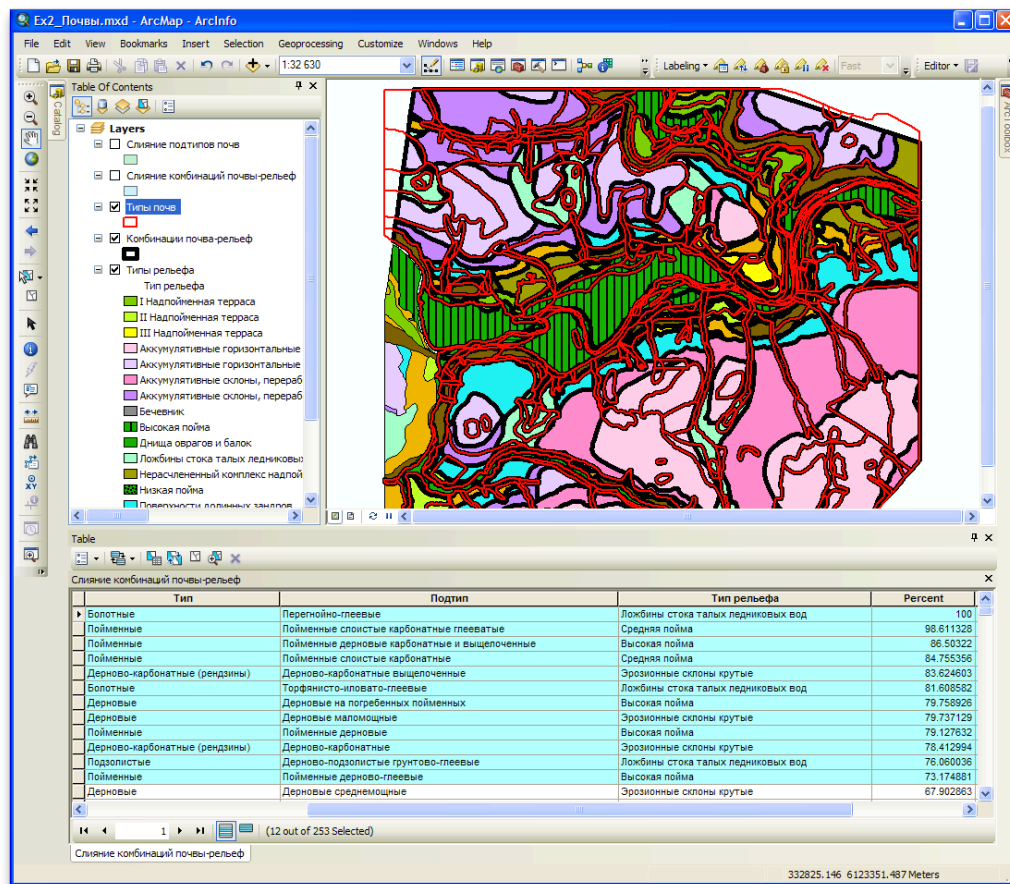 Ex2_Почвы.mxd - ArcMap - ArcInfo
File Edit View Bookmarks Insert Selection Geoprocessing Customize Windows Help
1:32 630 Labeling Fast Editor
Table Of Contents
Catalog
ArcToolbox
Layers
Слияние подтипов почв
Слияние комбинаций почвы-рельеф
Типы почв
Комбинации почва-рельеф
Типы рельефа
Тип рельефа
I Надпойменная терраса
II Надпойменная терраса
III Надпойменная терраса
Аккумулятивные горизонтальные
Аккумулятивные горизонтальные
Аккумулятивные склоны, перераб
Аккумулятивные склоны, перераб
Бечевник
Высокая пойма
Днища оврагов и балок
Ложбины стока талых ледниковых
Нерасчлененный комплекс надпой
Низкая пойма
Поверхности долинных зандров
Table
Слияние комбинаций почвы-рельеф
Тип Подтип Тип рельефа Percent
Болотные Перегнойно-глеевые Ложбины стока талых ледниковых вод 100
Пойменные Пойменные слоистые карбонатные глееватые Средняя пойма 98.611328
Пойменные Пойменные дерновые карбонатные и выщелоченные Высокая пойма 86.50322
Пойменные Пойменные слоистые карбонатные Средняя пойма 84.755356
Дерново-карбонатные (рендзины) Дерново-карбонатные выщелоченные Эрозионные склоны крутые 83.624603
Болотные Торфянисто-иловато-глеевые Ложбины стока талых ледниковых вод 81.608582
Дерновые Дерновые на погребенных пойменных Высокая пойма 79.758926
Дерновые Дерновые маломощные Эрозионные склоны крутые 79.737129
Пойменные Пойменные дерновые Высокая пойма 79.127632
Дерново-карбонатные (рендзины) Дерново-карбонатные Эрозионные склоны крутые 78.412994
Подзолистые Дерново-подзолистые грунтово-глеевые Ложбины стока талых ледниковых вод 76.060036
Пойменные Пойменные дерново-глеевые Высокая пойма 73.174881
Дерновые Дерновые среднемощные Эрозионные склоны крутые 67.902863
1 (12 out of 253 Selected)
Слияние комбинаций почвы-рельеф
332825.146 6123351.487 Meters